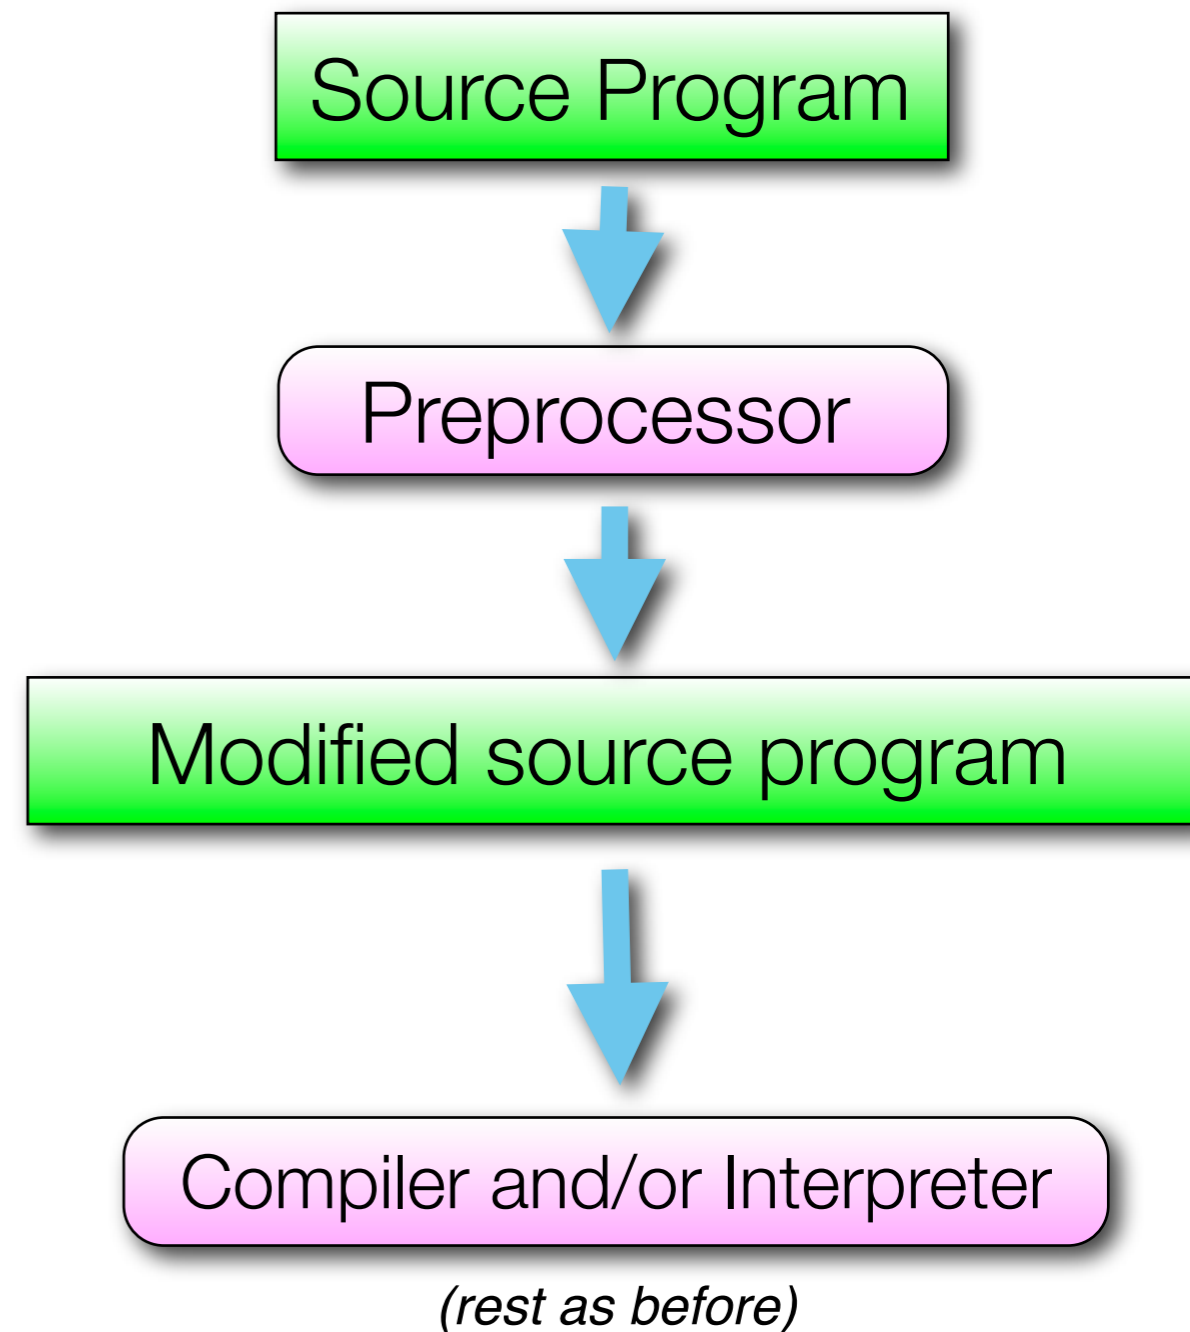 Source Program
Preprocessor
Modified source program
Compiler and/or Interpreter
(rest as before)